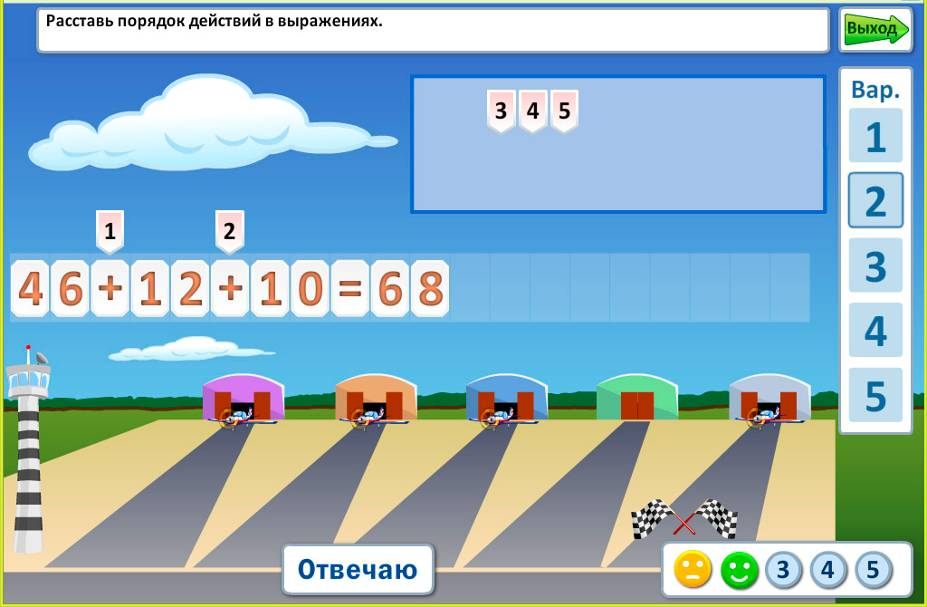 Расставь порядок действий в выражениях.
Выход
3 4 5
Вар.
1
2
3
4
5
1 2
46+12+10=68
Отвечаю
3 4 5